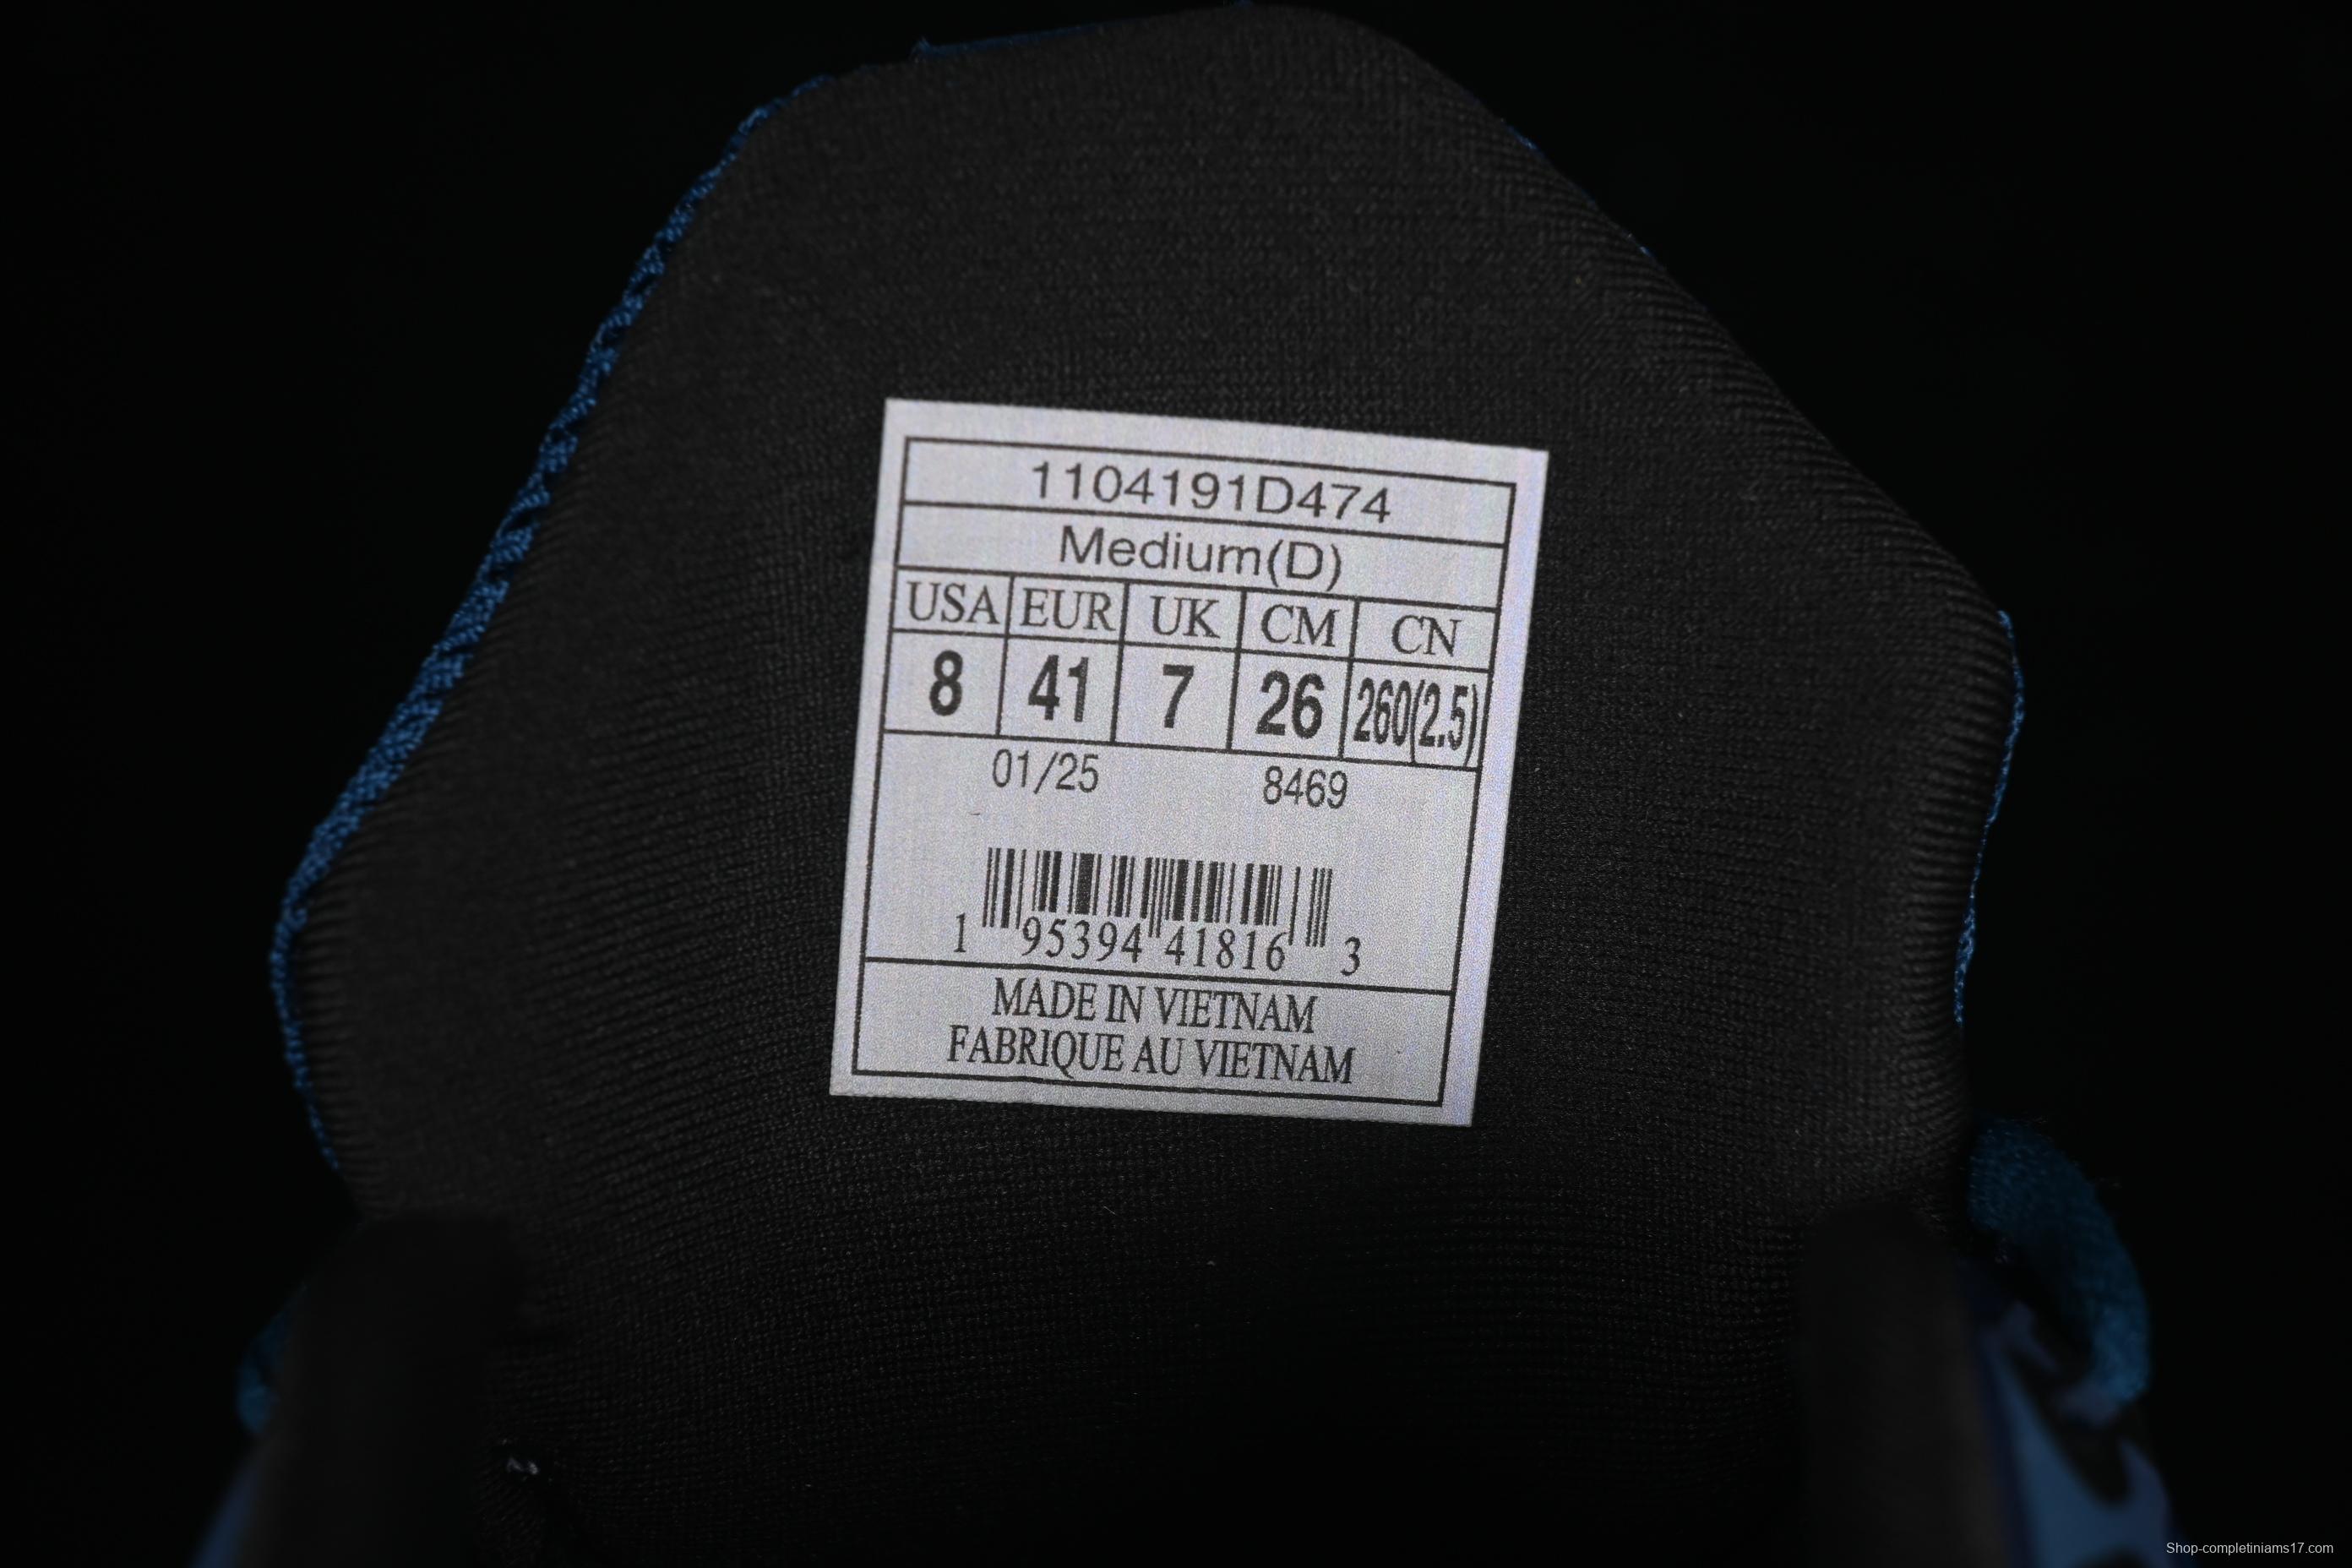 1104191D474
Medium(D)
USA EUR UK CM CN
8 41 7 26 260(2.5)
01/25 8469
1 95394 41816 3
MADE IN VIETNAM
FABRIQUE AU VIETNAM
Shop-completiniams17.com